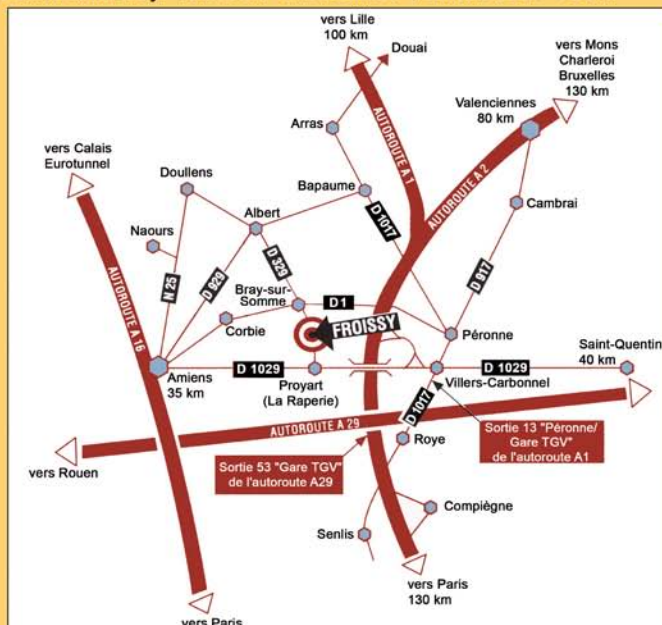 vers Lille
100 km
Douai
vers Mons
Charleroi
Bruxelles
130 km
Valenciennes
80 km
Arras
AUTOROUTE A 1
AUTOROUTE A 2
vers Calais
Eurotunnel
Doullens
Bapaume
Cambrai
Albert
D 1017
Naours
N 25
D 929
D 329
D 917
AUTOROUTE A 16
Bray-sur-
Somme
D 1
FROISSY
Corbie
Péronne
Saint-Quentin
40 km
Amiens
35 km
D 1029
Proyart
(La Raperie)
Villers-Carbonnel
D 1029
D 1017
AUTOROUTE A 29
vers Rouen
Roye
Sortie 13 "Péronne/
Gare TGV"
de l'autoroute A1
Sortie 53 "Gare TGV"
de l'autoroute A29
Compiègne
Senlis
vers Paris
130 km
vers Paris